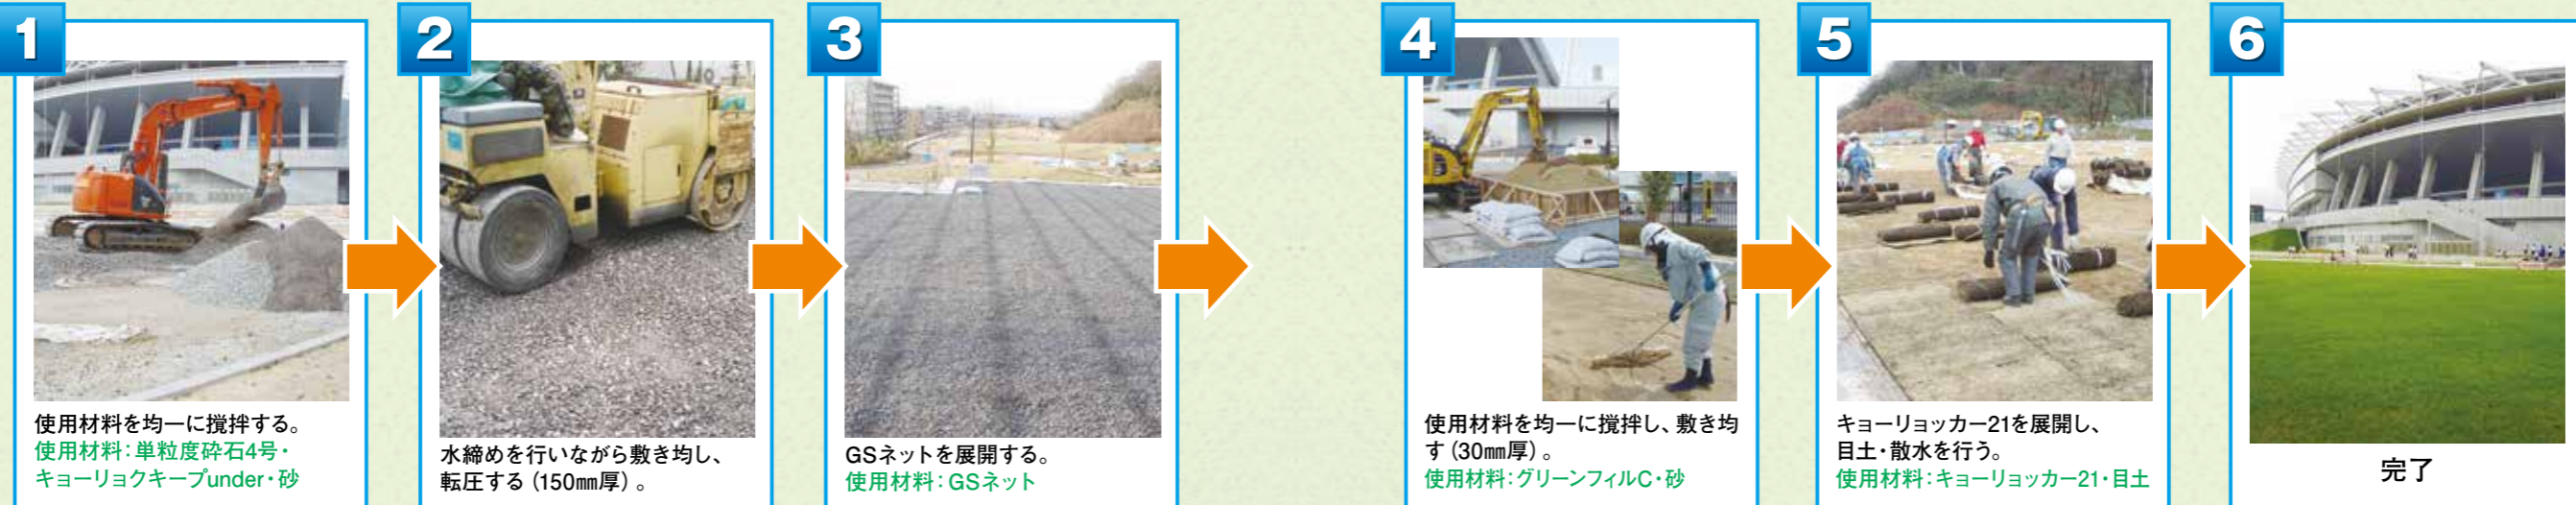 1
使用材料を均一に撹拌する。
使用材料：単粒度砕石4号・
キョーリョクキープunder・砂
2
水締めを行いながら敷き均し、
転圧する（150㎜厚）。
3
GSネットを展開する。
使用材料：GSネット
4
使用材料を均一に撹拌し、敷き均
す（30㎜厚）。
使用材料：グリーンフィルC・砂
5
キョーリョッカー21を展開し、
目土・散水を行う。
使用材料：キョーリョッカー21・目土
6
完了